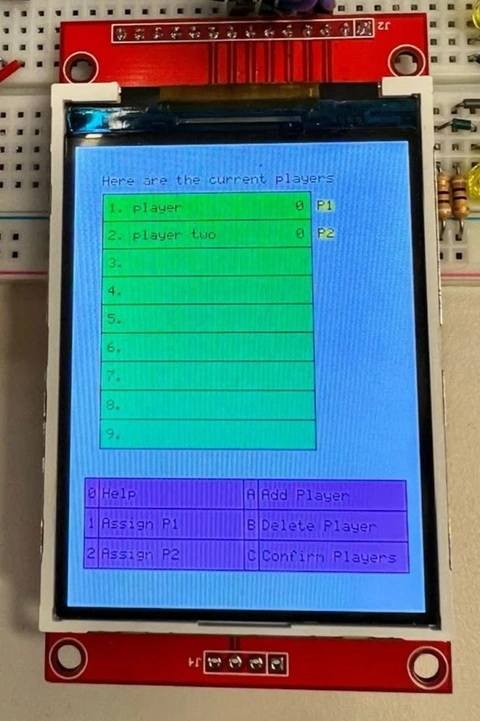 J2
Here are the current players
1. player 0 P1
2. player two 0 P2
3.
4.
5.
6.
7.
8.
9.
0 Help A Add Player
1 Assign P1 B Delete Player
2 Assign P2 C Confirm Players
J4